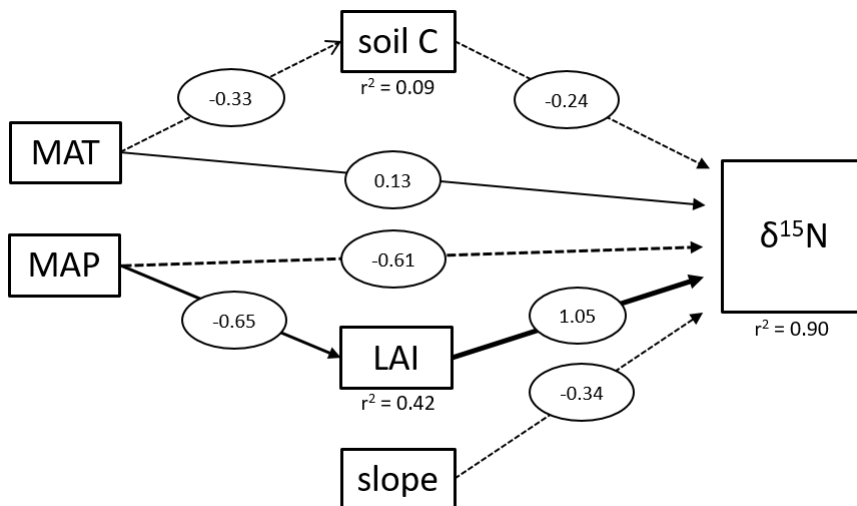 soil C
r² = 0.09
-0.33
-0.24
MAT
0.13
δ¹⁵N
r² = 0.90
MAP
-0.61
-0.65
1.05
LAI
r² = 0.42
-0.34
slope